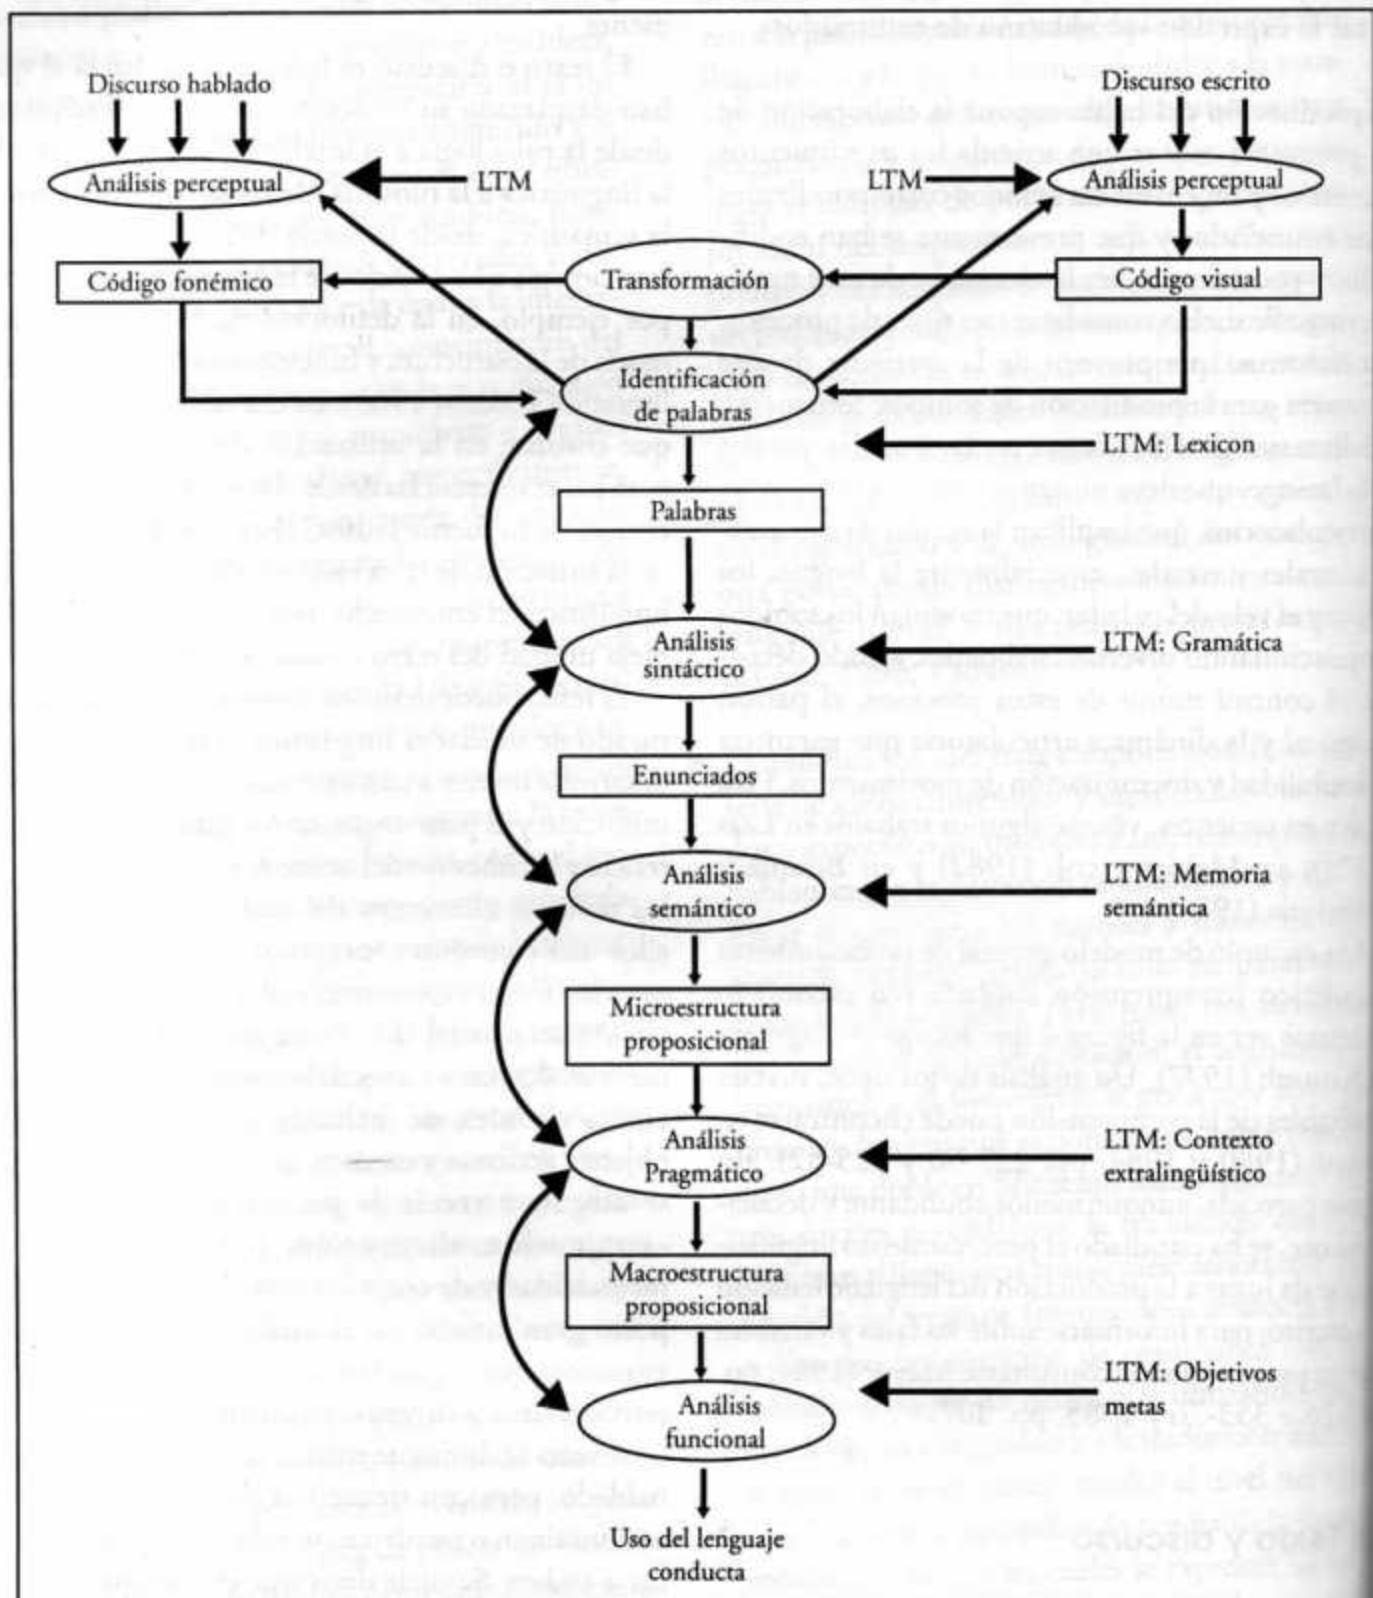 Discurso hablado
Discurso escrito
Análisis perceptual
LTM
LTM
Análisis perceptual
Código fonémico
Transformación
Código visual
Identificación
de palabras
LTM: Lexicon
Palabras
Análisis
sintáctico
LTM: Gramática
Enunciados
Análisis
semántico
LTM: Memoria
semántica
Microestructura
proposicional
Análisis
Pragmático
LTM: Contexto
extralingüístico
Macroestructura
proposicional
Análisis
funcional
LTM: Objetivos
metas
Uso del lenguaje
conducta